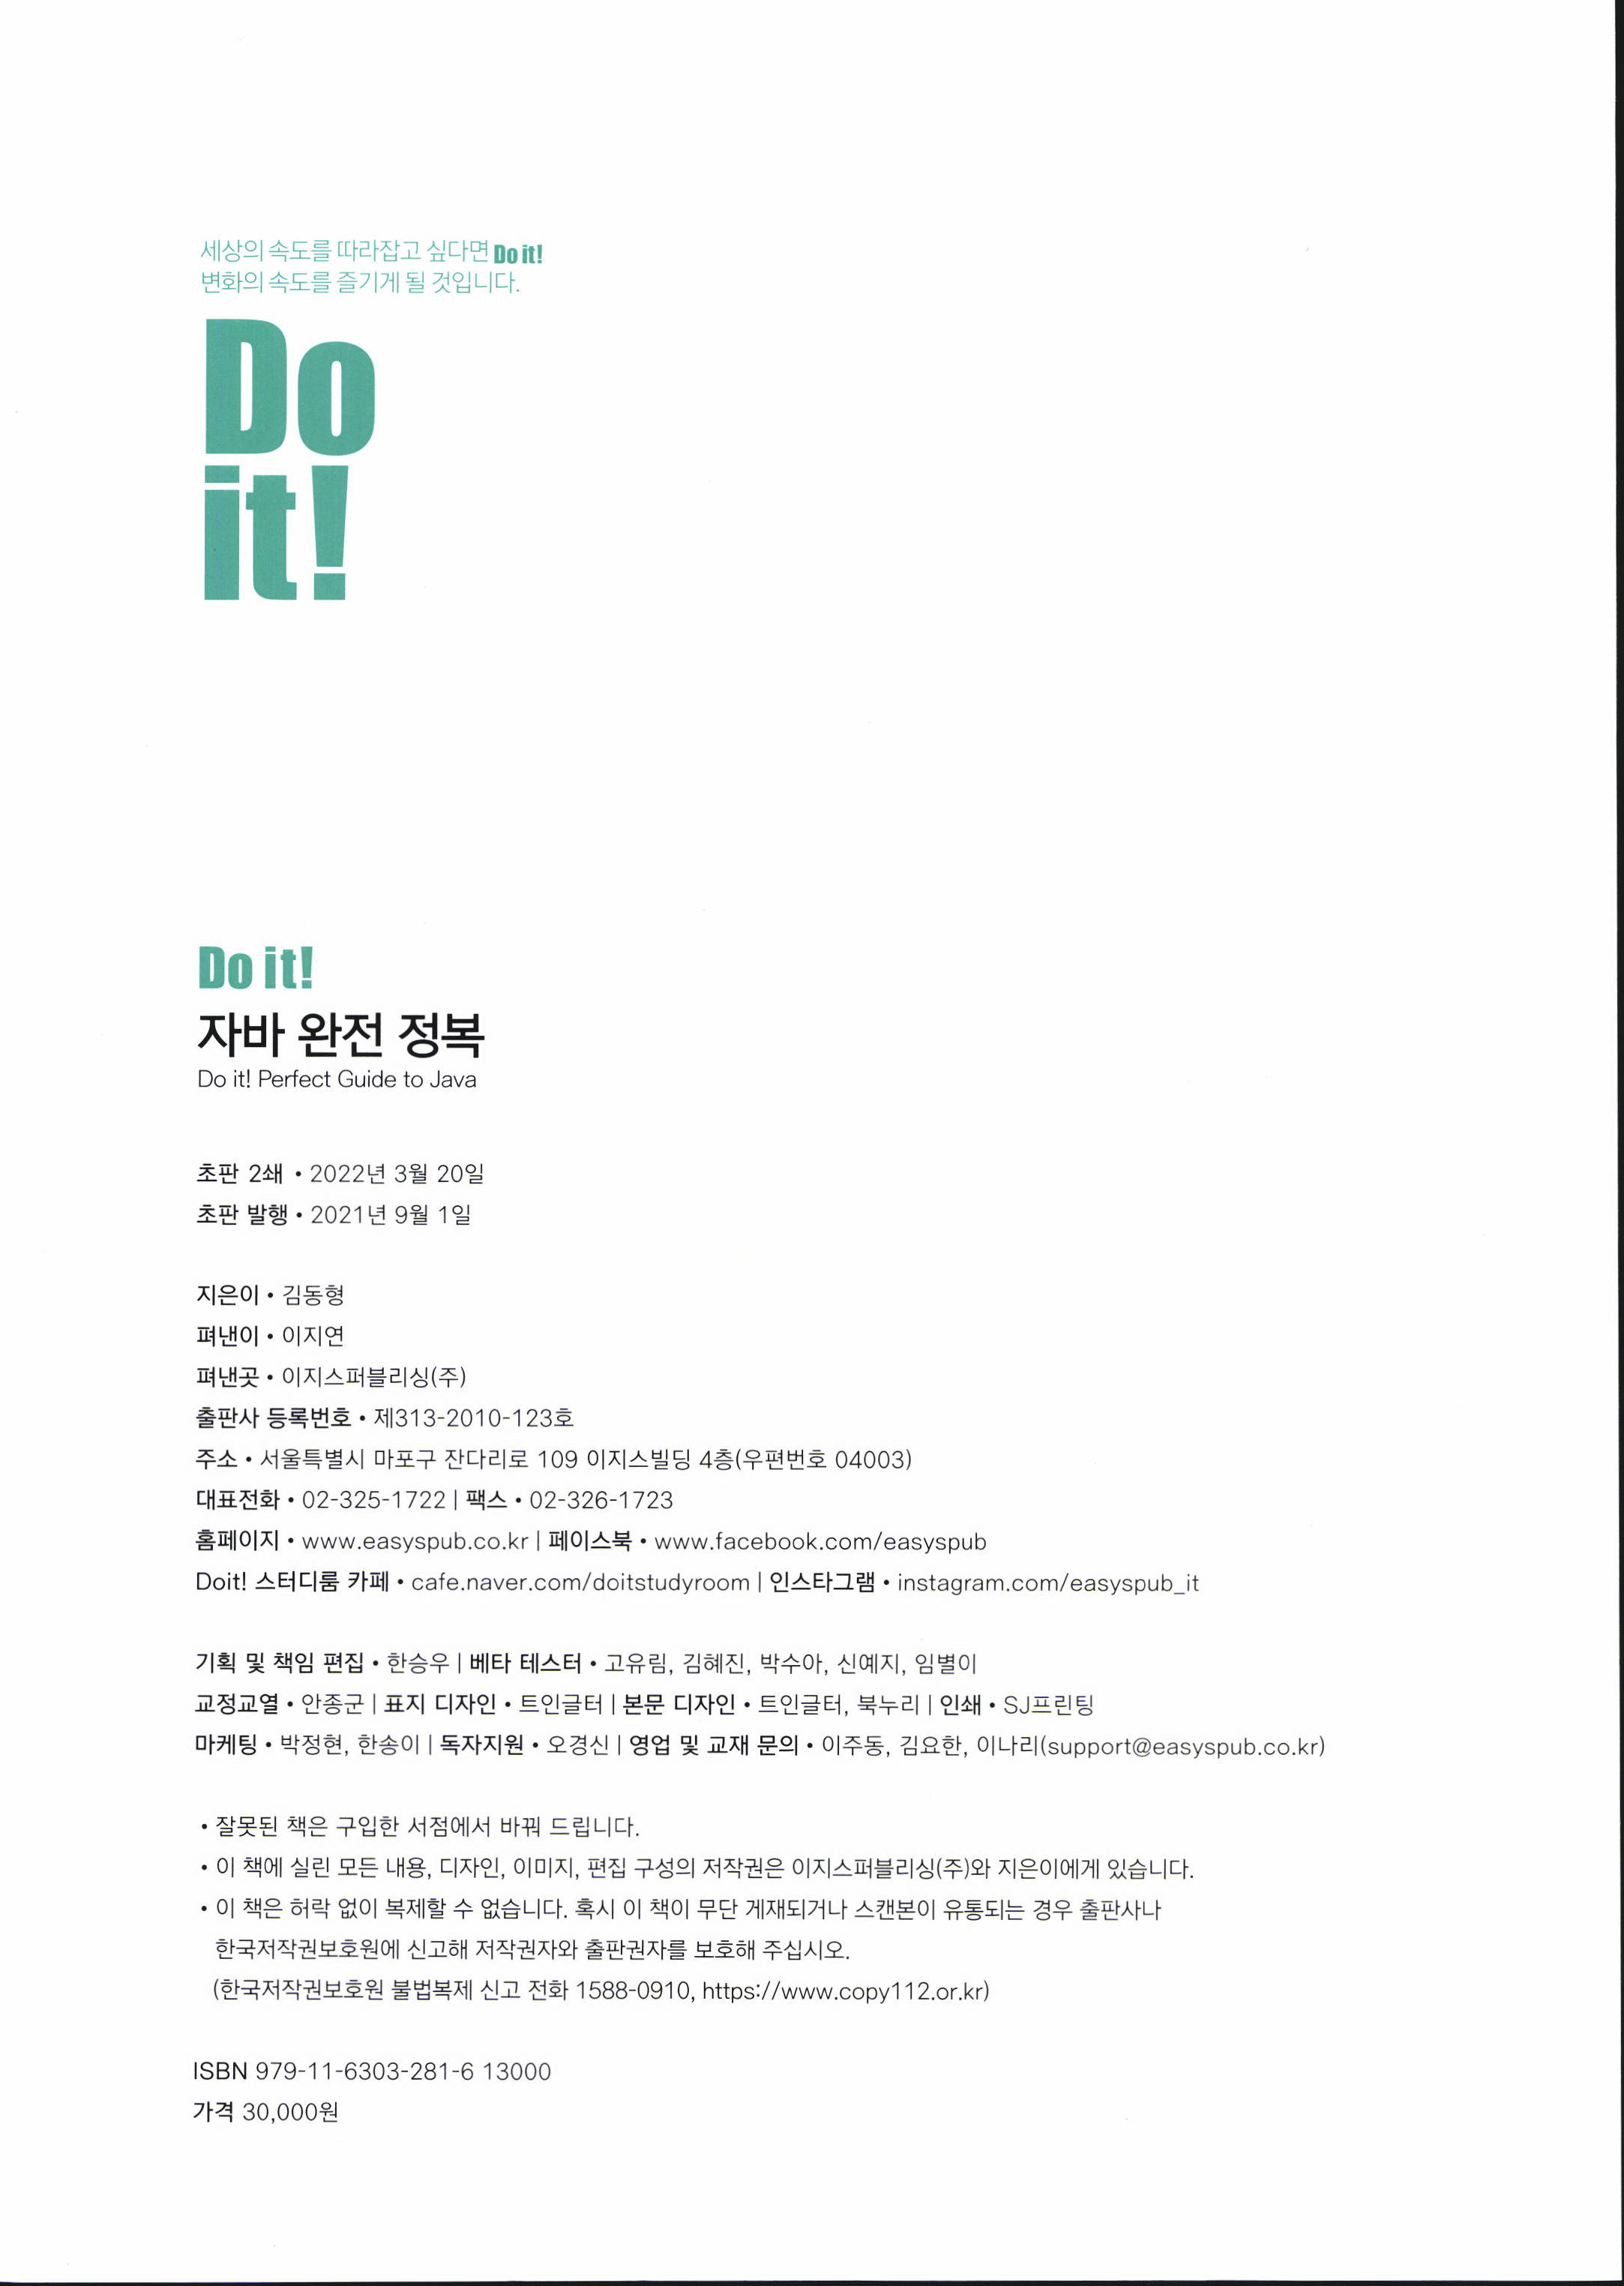 세상의 속도를 따라잡고 싶다면 Do it!
변화의 속도를 즐기게 될 것입니다.
Do
it!
Do it!
자바 완전 정복
Do it! Perfect Guide to Java
초판 2쇄 • 2022년 3월 20일
초판 발행 • 2021년 9월 1일
지은이 • 김동형
펴낸이 • 이지연
펴낸곳 • 이지스퍼블리싱(주)
출판사 등록번호 • 제313-2010-123호
주소 • 서울특별시 마포구 잔다리로 109 이지스빌딩 4층(우편번호 04003)
대표전화 • 02-325-1722 | 팩스 • 02-326-1723
홈페이지 • www.easyspub.co.kr | 페이스북 • www.facebook.com/easyspub
Doit! 스터디룸 카페 • cafe.naver.com/doitstudyroom | 인스타그램 • instagram.com/easyspub_it
기획 및 책임 편집 • 한승우 | 베타 테스터 • 고유림, 김혜진, 박수아, 신예지, 임별이
교정교열 • 안종군 | 표지 디자인 • 트인글터 | 본문 디자인 • 트인글터, 북누리 | 인쇄 • SJ프린팅
마케팅 • 박정현, 한송이 | 독자지원 • 오경신 | 영업 및 교재 문의 • 이주동, 김요한, 이나리(support@easyspub.co.kr)
• 잘못된 책은 구입한 서점에서 바꿔 드립니다.
• 이 책에 실린 모든 내용, 디자인, 이미지, 편집 구성의 저작권은 이지스퍼블리싱(주)와 지은이에게 있습니다.
• 이 책은 허락 없이 복제할 수 없습니다. 혹시 이 책이 무단 게재되거나 스캔본이 유통되는 경우 출판사나
한국저작권보호원에 신고해 저작권자와 출판권자를 보호해 주십시오.
(한국저작권보호원 불법복제 신고 전화 1588-0910, https://www.copy112.or.kr)
ISBN 979-11-6303-281-6 13000
가격 30,000원